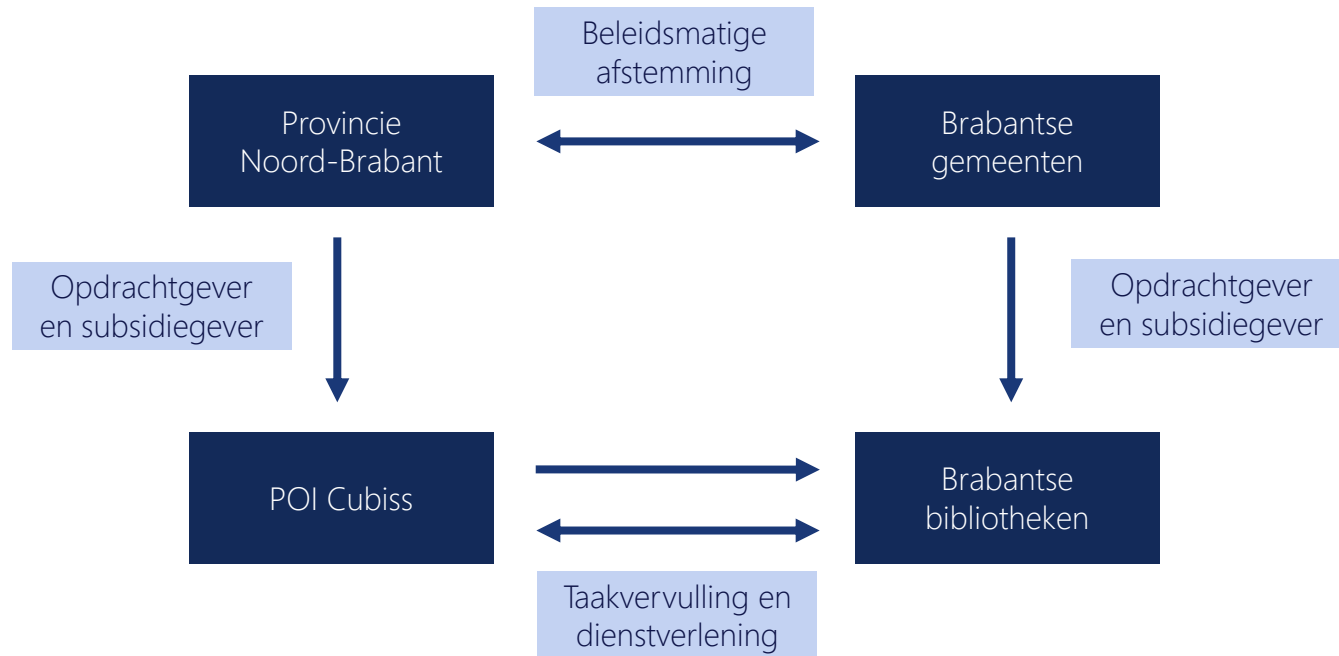 Beleidsmatige
afstemming
Provincie
Noord-Brabant
Brabantse
gemeenten
Opdrachtgever
en subsidiegever
Opdrachtgever
en subsidiegever
POI Cubiss
Brabantse
bibliotheken
Taakvervulling en
dienstverlening